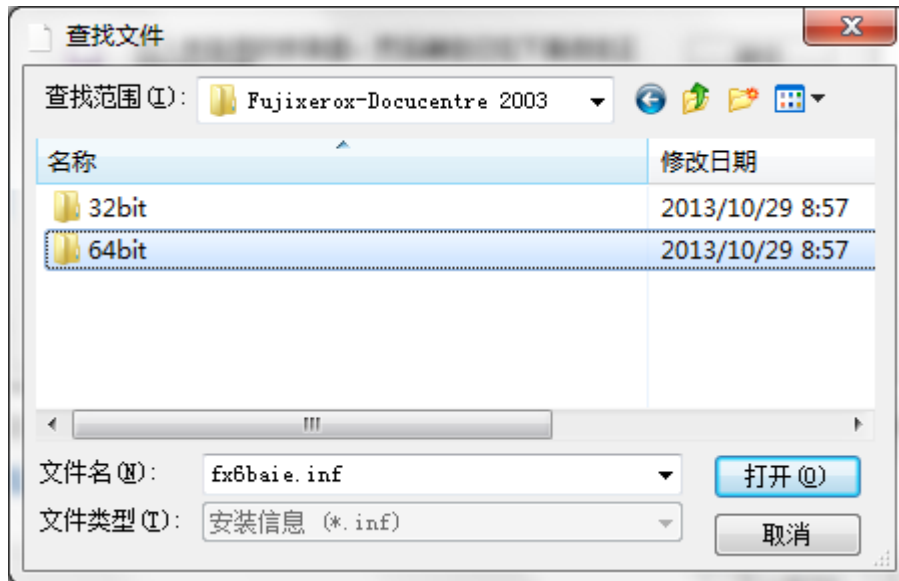 查找文件
查找范围(I): Fujixerox-Docucentre 2003
名称 修改日期
32bit 2013/10/29 8:57
64bit 2013/10/29 8:57
文件名(N): fx6baie.inf 打开(O)
文件类型(T): 安装信息 (*.inf) 取消